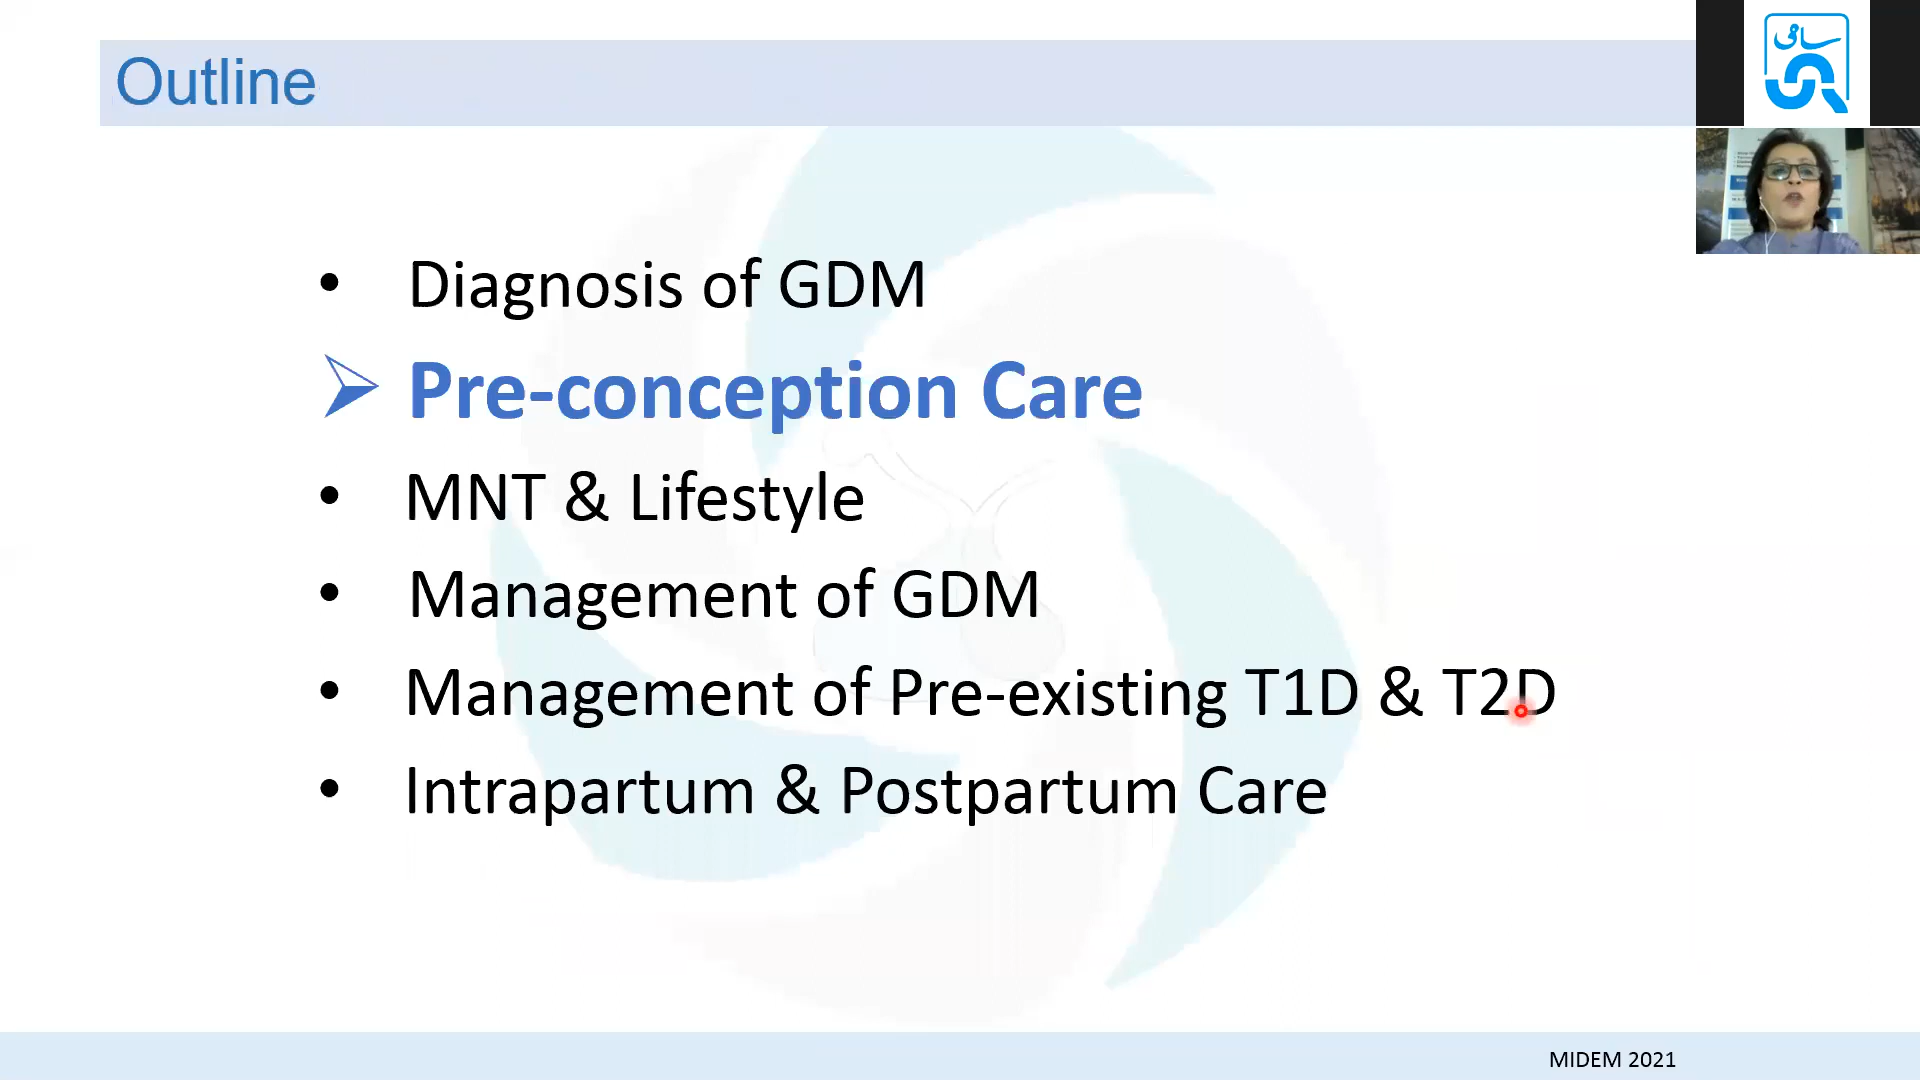 Outline
سامی
• Diagnosis of GDM
➢ Pre-conception Care
• MNT & Lifestyle
• Management of GDM
• Management of Pre-existing T1D & T2D
• Intrapartum & Postpartum Care
MIDEM 2021